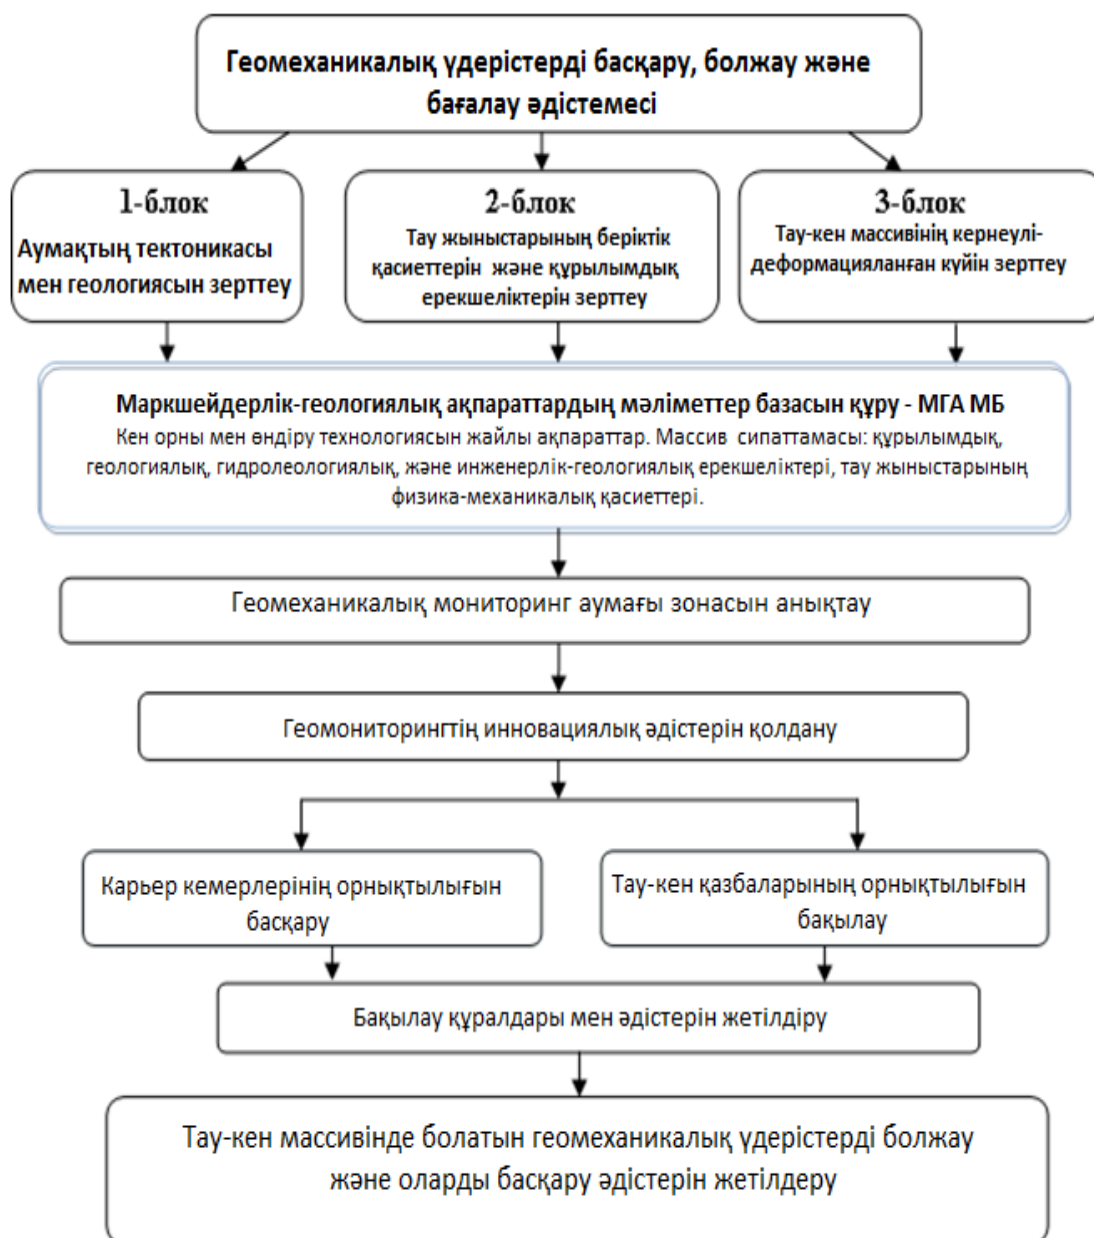 Геомеханикалық үдерістерді басқару, болжау және
бағалау әдістемесі
1-блок
Аумақтың тектоникасы
мен геологиясын зерттеу
2-блок
Тау жыныстарының беріктік
қасиеттерін және құрылымдық
ерекшеліктерін зерттеу
3-блок
Тау-кен массивінің кернеулі-
деформацияланған күйін зерттеу
Маркшейдерлік-геологиялық ақпараттардың мәліметтер базасын құру - МГА МБ
Кен орны мен өндіру технологиясын жайлы ақпараттар. Массив сипаттамасы: құрылымдық,
геологиялық, гидролеологиялық, және инженерлік-геологиялық ерекшеліктері, тау жыныстарының
физика-механикалық қасиеттері.
Геомеханикалық мониторинг аумағы зонасын анықтау
Геомониторингтің инновациялық әдістерін қолдану
Карьер кемерлерінің орнықтылығын
басқару
Тау-кен қазбаларының орнықтылығын
бақылау
Бақылау құралдары мен әдістерін жетілдіру
Тау-кен массивінде болатын геомеханикалық үдерістерді болжау
және оларды басқару әдістерін жетілдеру